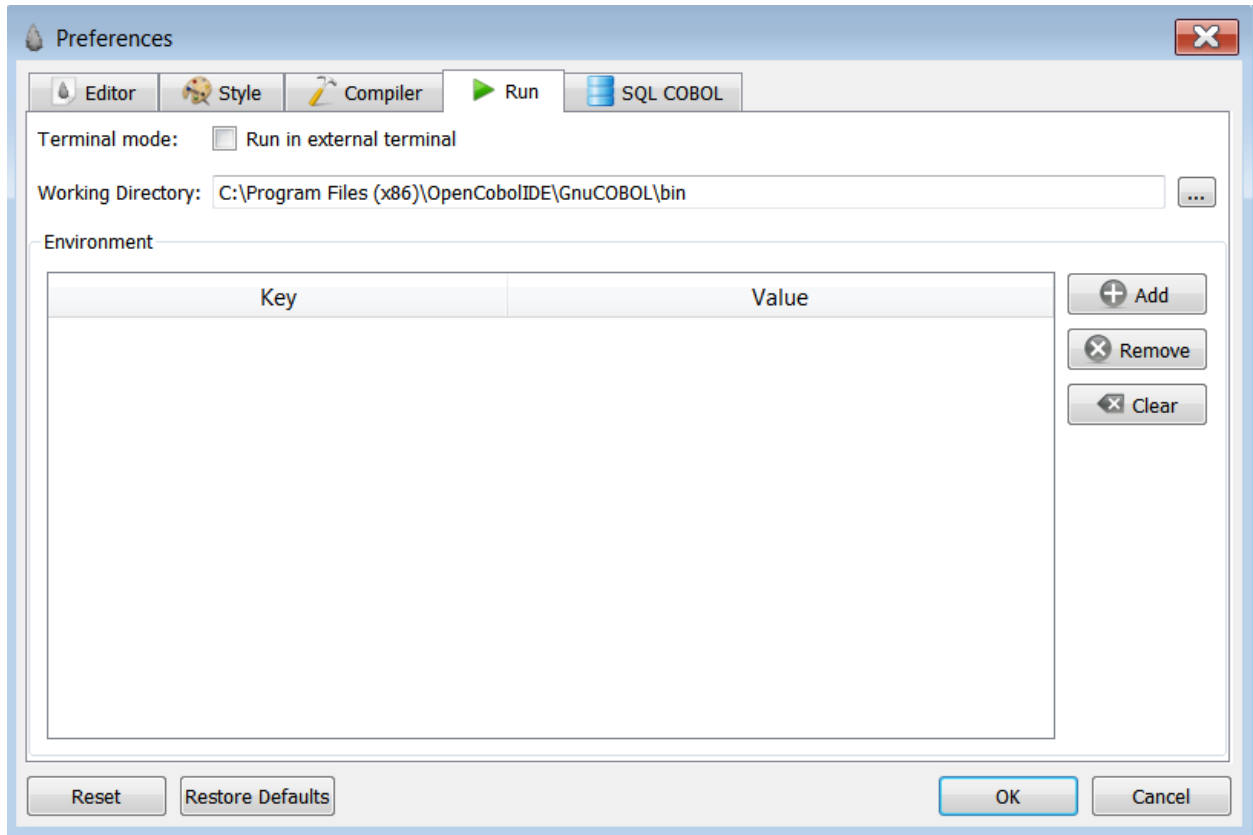 Preferences
Editor Style Compiler Run SQL COBOL
Terminal mode: Run in external terminal
Working Directory: C:\Program Files (x86)\OpenCobolIDE\GnuCOBOL\bin ...
Environment
Key Value Add
Remove
Clear
Reset Restore Defaults OK Cancel